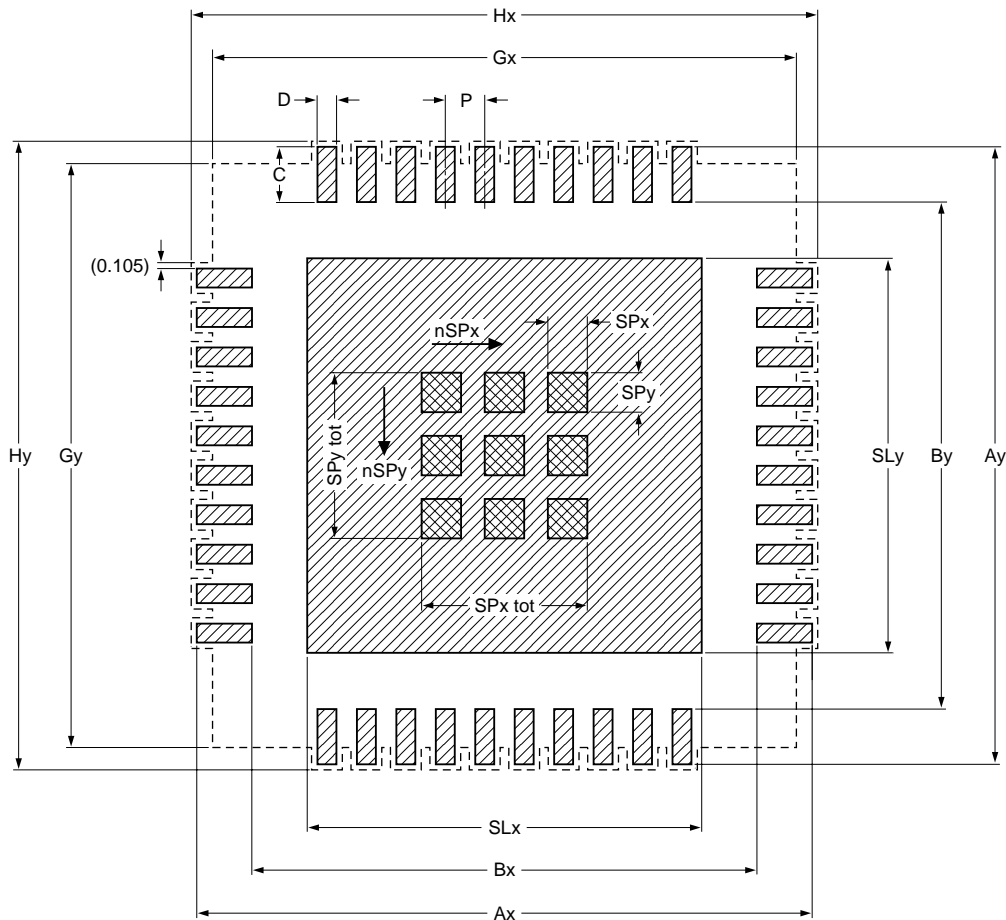 Hx
Gx
D
P
C
(0.105)
nSPx
SPx
SPy
SPy tot
nSPy
Hy
Gy
SLy
By
Ay
SPx tot
SLx
Bx
Ax